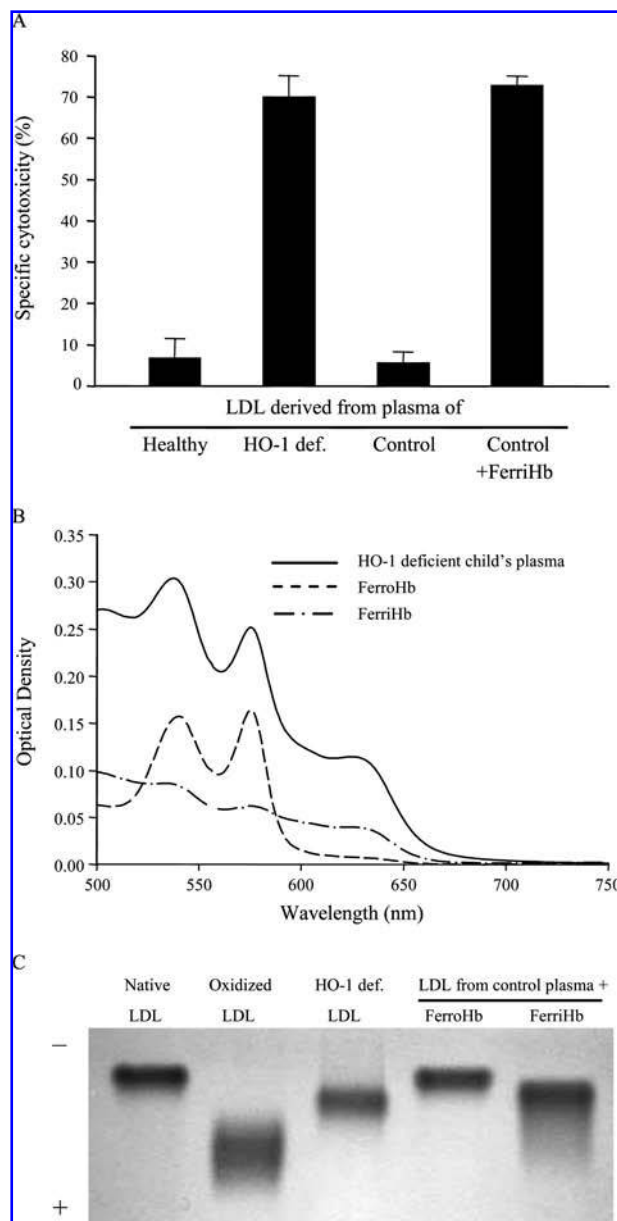 A
Specific cytotoxicity (%)
80
70
60
50
40
30
20
10
0
LDL derived from plasma of
Healthy HO-1 def. Control Control
+FerriHb
B
Optical Density
0.35
0.30
0.25
0.20
0.15
0.10
0.05
0.00
HO-1 deficient child's plasma
FerroHb
FerriHb
500 550 600 650 700 750
Wavelength (nm)
C
Native Oxidized HO-1 def. LDL from control plasma +
LDL LDL LDL FerroHb FerriHb
−
+